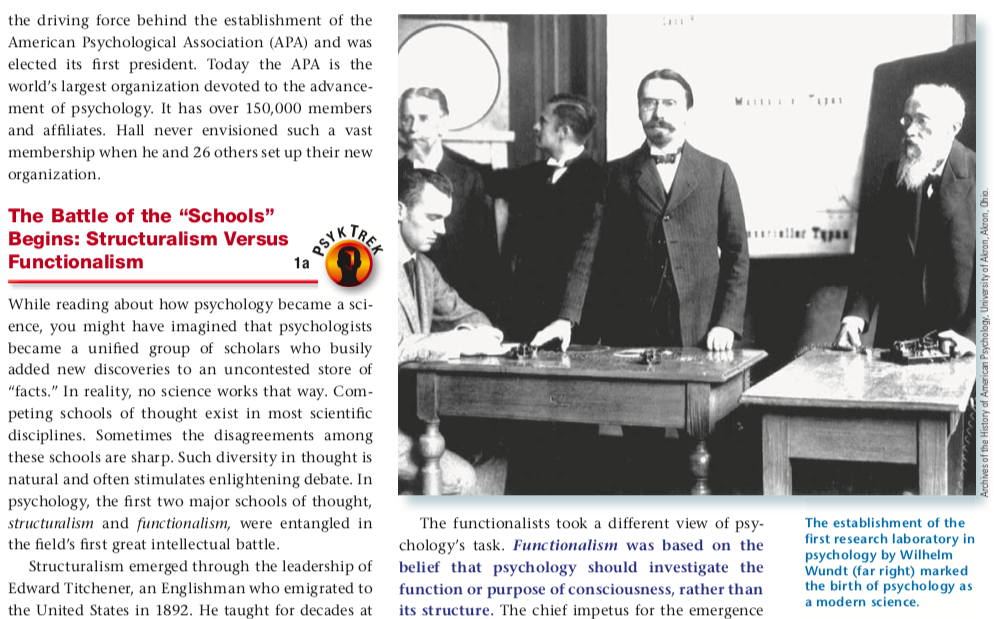 the driving force behind the establishment of the
American Psychological Association (APA) and was
elected its first president. Today the APA is the
world's largest organization devoted to the advance-
ment of psychology. It has over 150,000 members
and affiliates. Hall never envisioned such a vast
membership when he and 26 others set up their new
organization.
The Battle of the “Schools”
Begins: Structuralism Versus
Functionalism
1a
PSYK TREK
While reading about how psychology became a sci-
ence, you might have imagined that psychologists
became a unified group of scholars who busily
added new discoveries to an uncontested store of
“facts.” In reality, no science works that way. Com-
peting schools of thought exist in most scientific
disciplines. Sometimes the disagreements among
these schools are sharp. Such diversity in thought is
natural and often stimulates enlightening debate. In
psychology, the first two major schools of thought,
structuralism and functionalism, were entangled in
the field's first great intellectual battle.
Structuralism emerged through the leadership of
Edward Titchener, an Englishman who emigrated to
the United States in 1892. He taught for decades at
Types
Types
Archives of the History of American Psychology, University of Akron, Akron, Ohio.
The functionalists took a different view of psy-
chology's task. Functionalism was based on the
belief that psychology should investigate the
function or purpose of consciousness, rather than
its structure. The chief impetus for the emergence
The establishment of the
first research laboratory in
psychology by Wilhelm
Wundt (far right) marked
the birth of psychology as
a modern science.